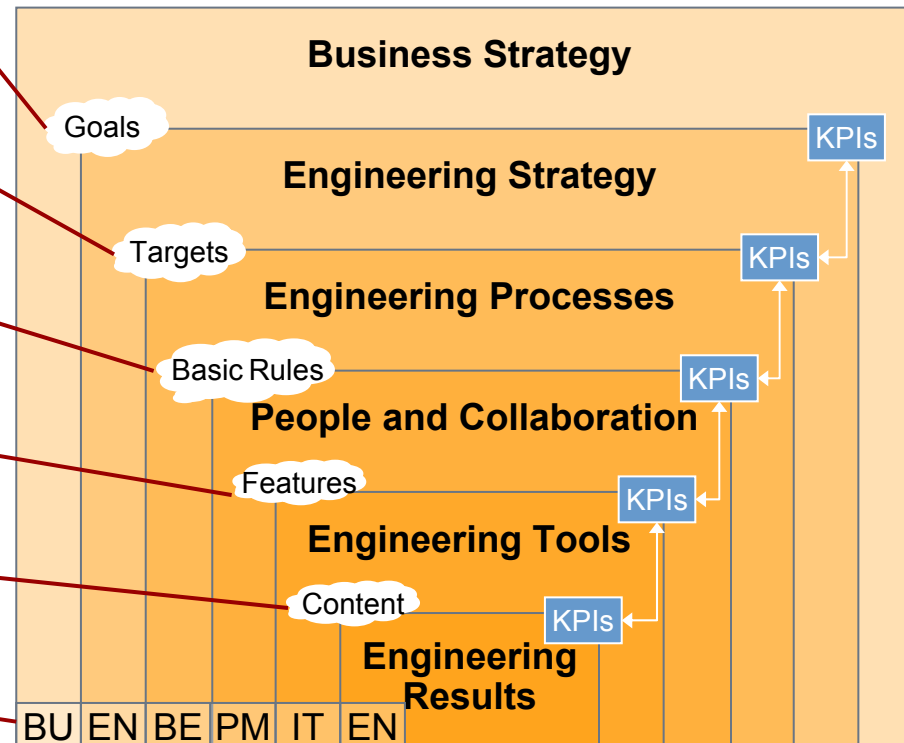 Business Strategy
Goals
KPIs
Engineering Strategy
Targets
KPIs
Engineering Processes
Basic Rules
KPIs
People and Collaboration
Features
KPIs
Engineering Tools
Content
KPIs
Engineering
Results
BU EN BE PM IT EN